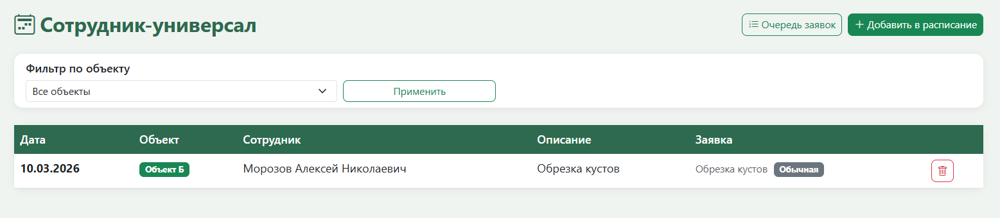 Сотрудник-универсал
Очередь заявок
Добавить в расписание
Фильтр по объекту
Все объекты
Применить
Дата Объект Сотрудник Описание Заявка
10.03.2026 Объект Б Морозов Алексей Николаевич Обрезка кустов Обрезка кустов Обычная